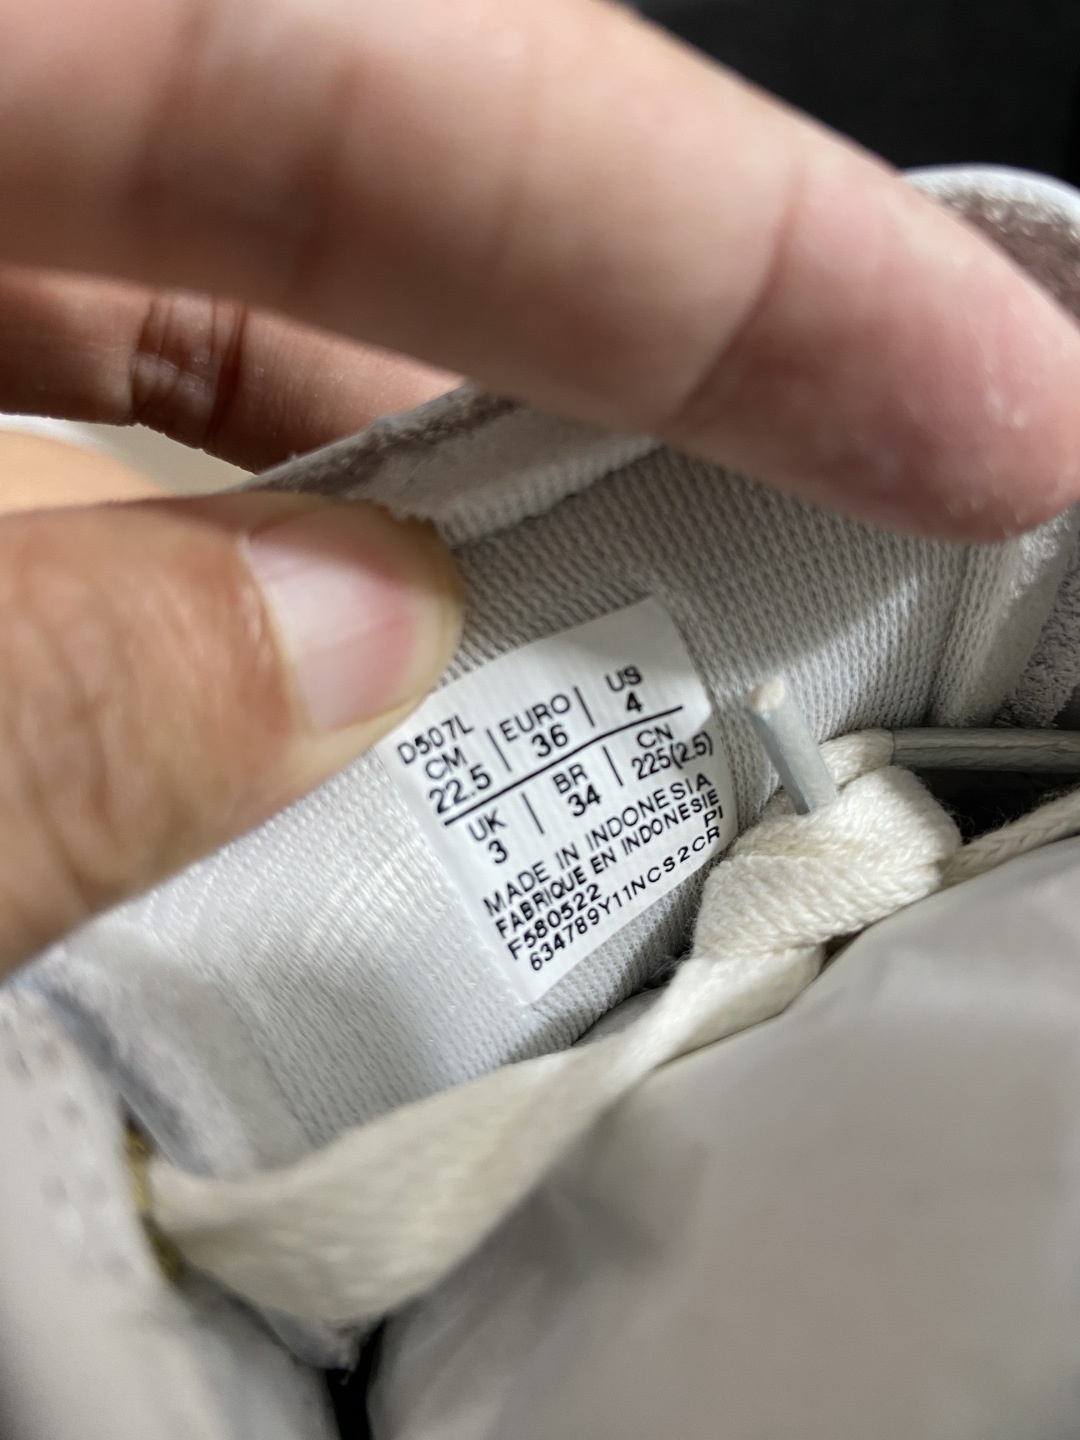 D507L
CM | EURO | US
22.5 | 36 | 4
UK | BR | CN
3 | 34 | 225(2.5)
MADE IN INDONESIA
FABRIQUE EN INDONESIE
F580522 PI
634789Y11NCS2CR